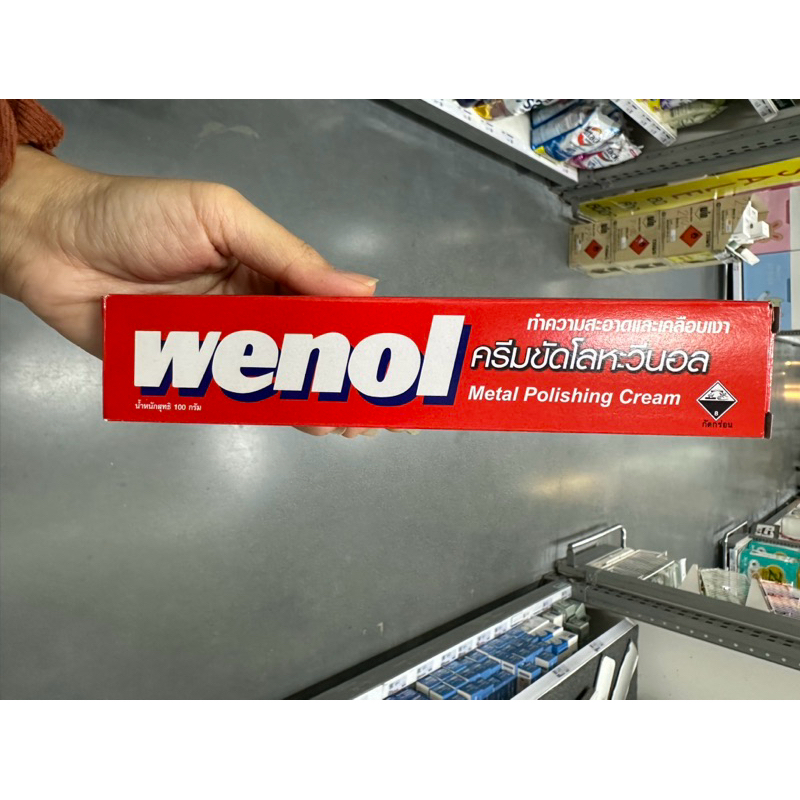 wenol
น้ำหนักสุทธิ 100 กรัม
ทำความสะอาดและเคลือบเงา
ครีมขัดโลหะวีนอล
Metal Polishing Cream
8
กัดกร่อน